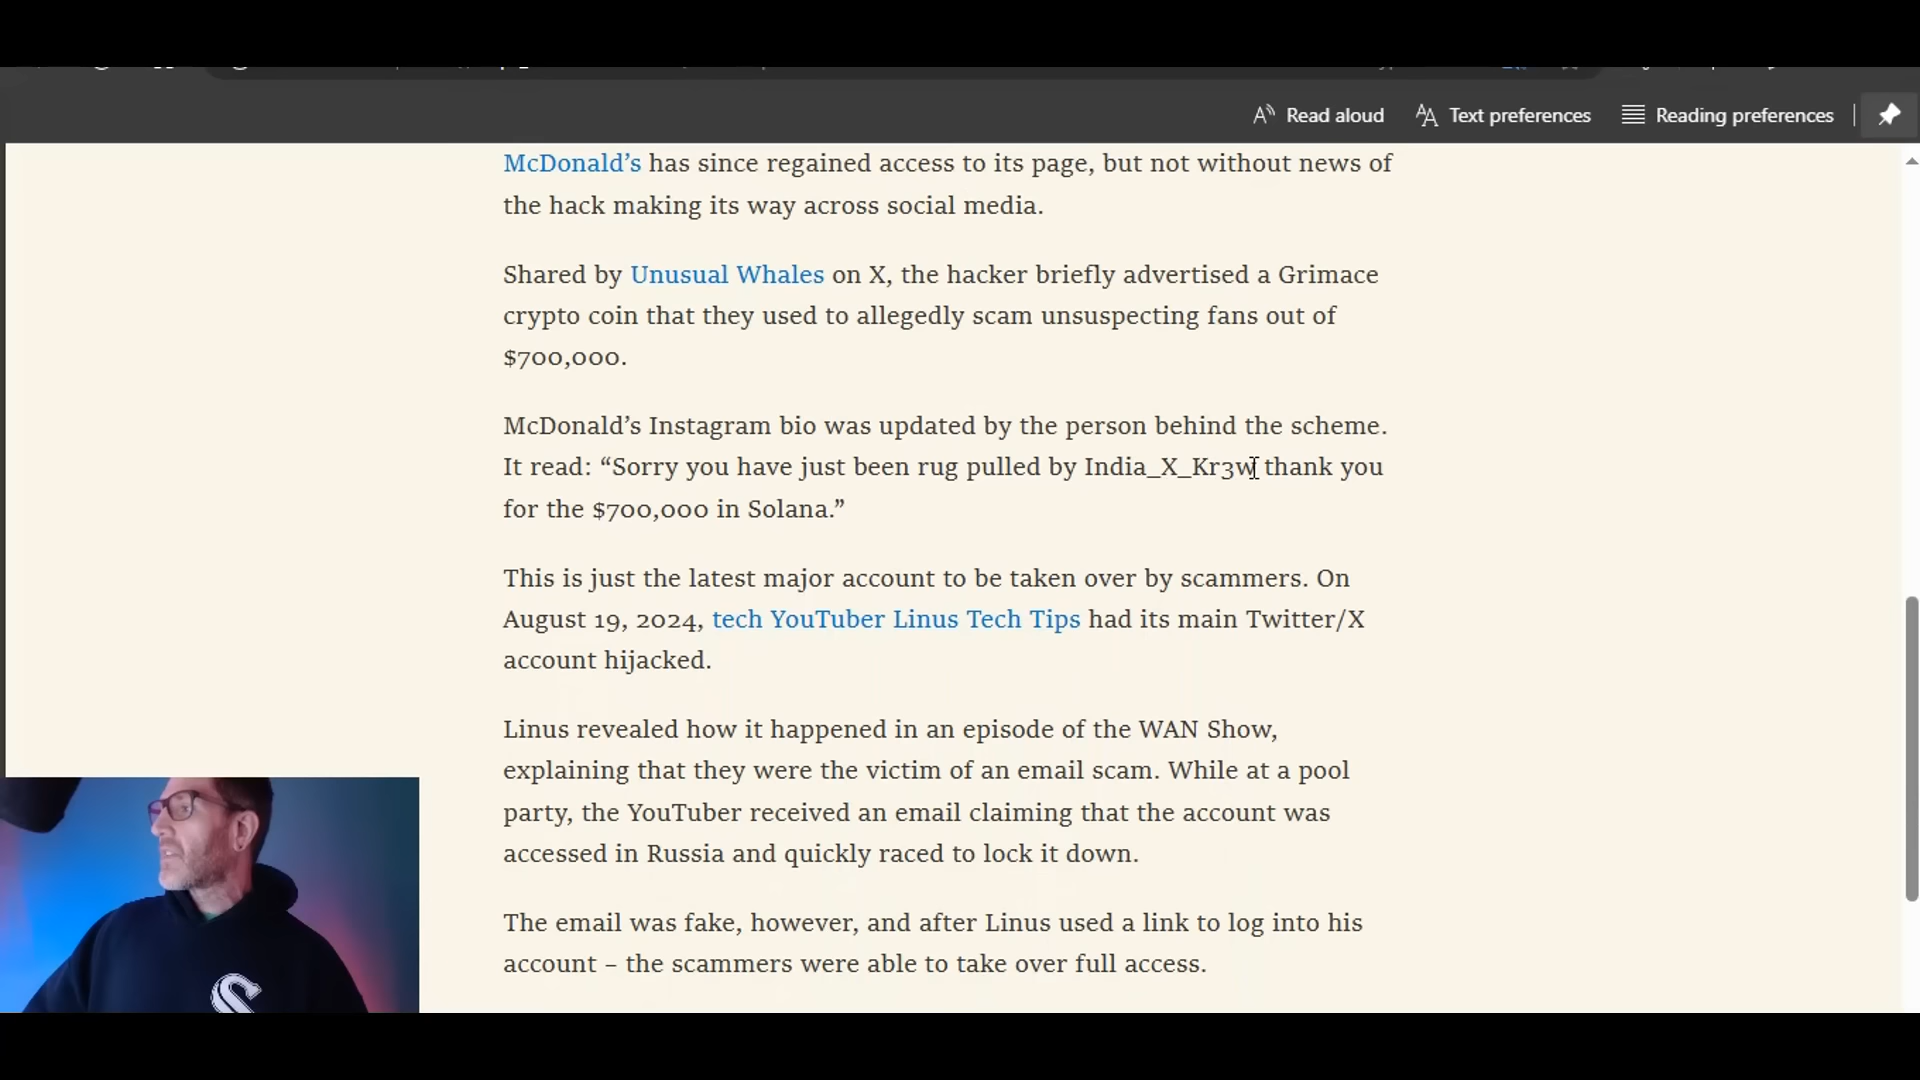 Read aloud Text preferences Reading preferences
McDonald’s has since regained access to its page, but not without news of
the hack making its way across social media.
Shared by Unusual Whales on X, the hacker briefly advertised a Grimace
crypto coin that they used to allegedly scam unsuspecting fans out of
$700,000.
McDonald’s Instagram bio was updated by the person behind the scheme.
It read: “Sorry you have just been rug pulled by India_X_Kr3w thank you
for the $700,000 in Solana.”
This is just the latest major account to be taken over by scammers. On
August 19, 2024, tech YouTuber Linus Tech Tips had its main Twitter/X
account hijacked.
Linus revealed how it happened in an episode of the WAN Show,
explaining that they were the victim of an email scam. While at a pool
party, the YouTuber received an email claiming that the account was
accessed in Russia and quickly raced to lock it down.
The email was fake, however, and after Linus used a link to log into his
account – the scammers were able to take over full access.